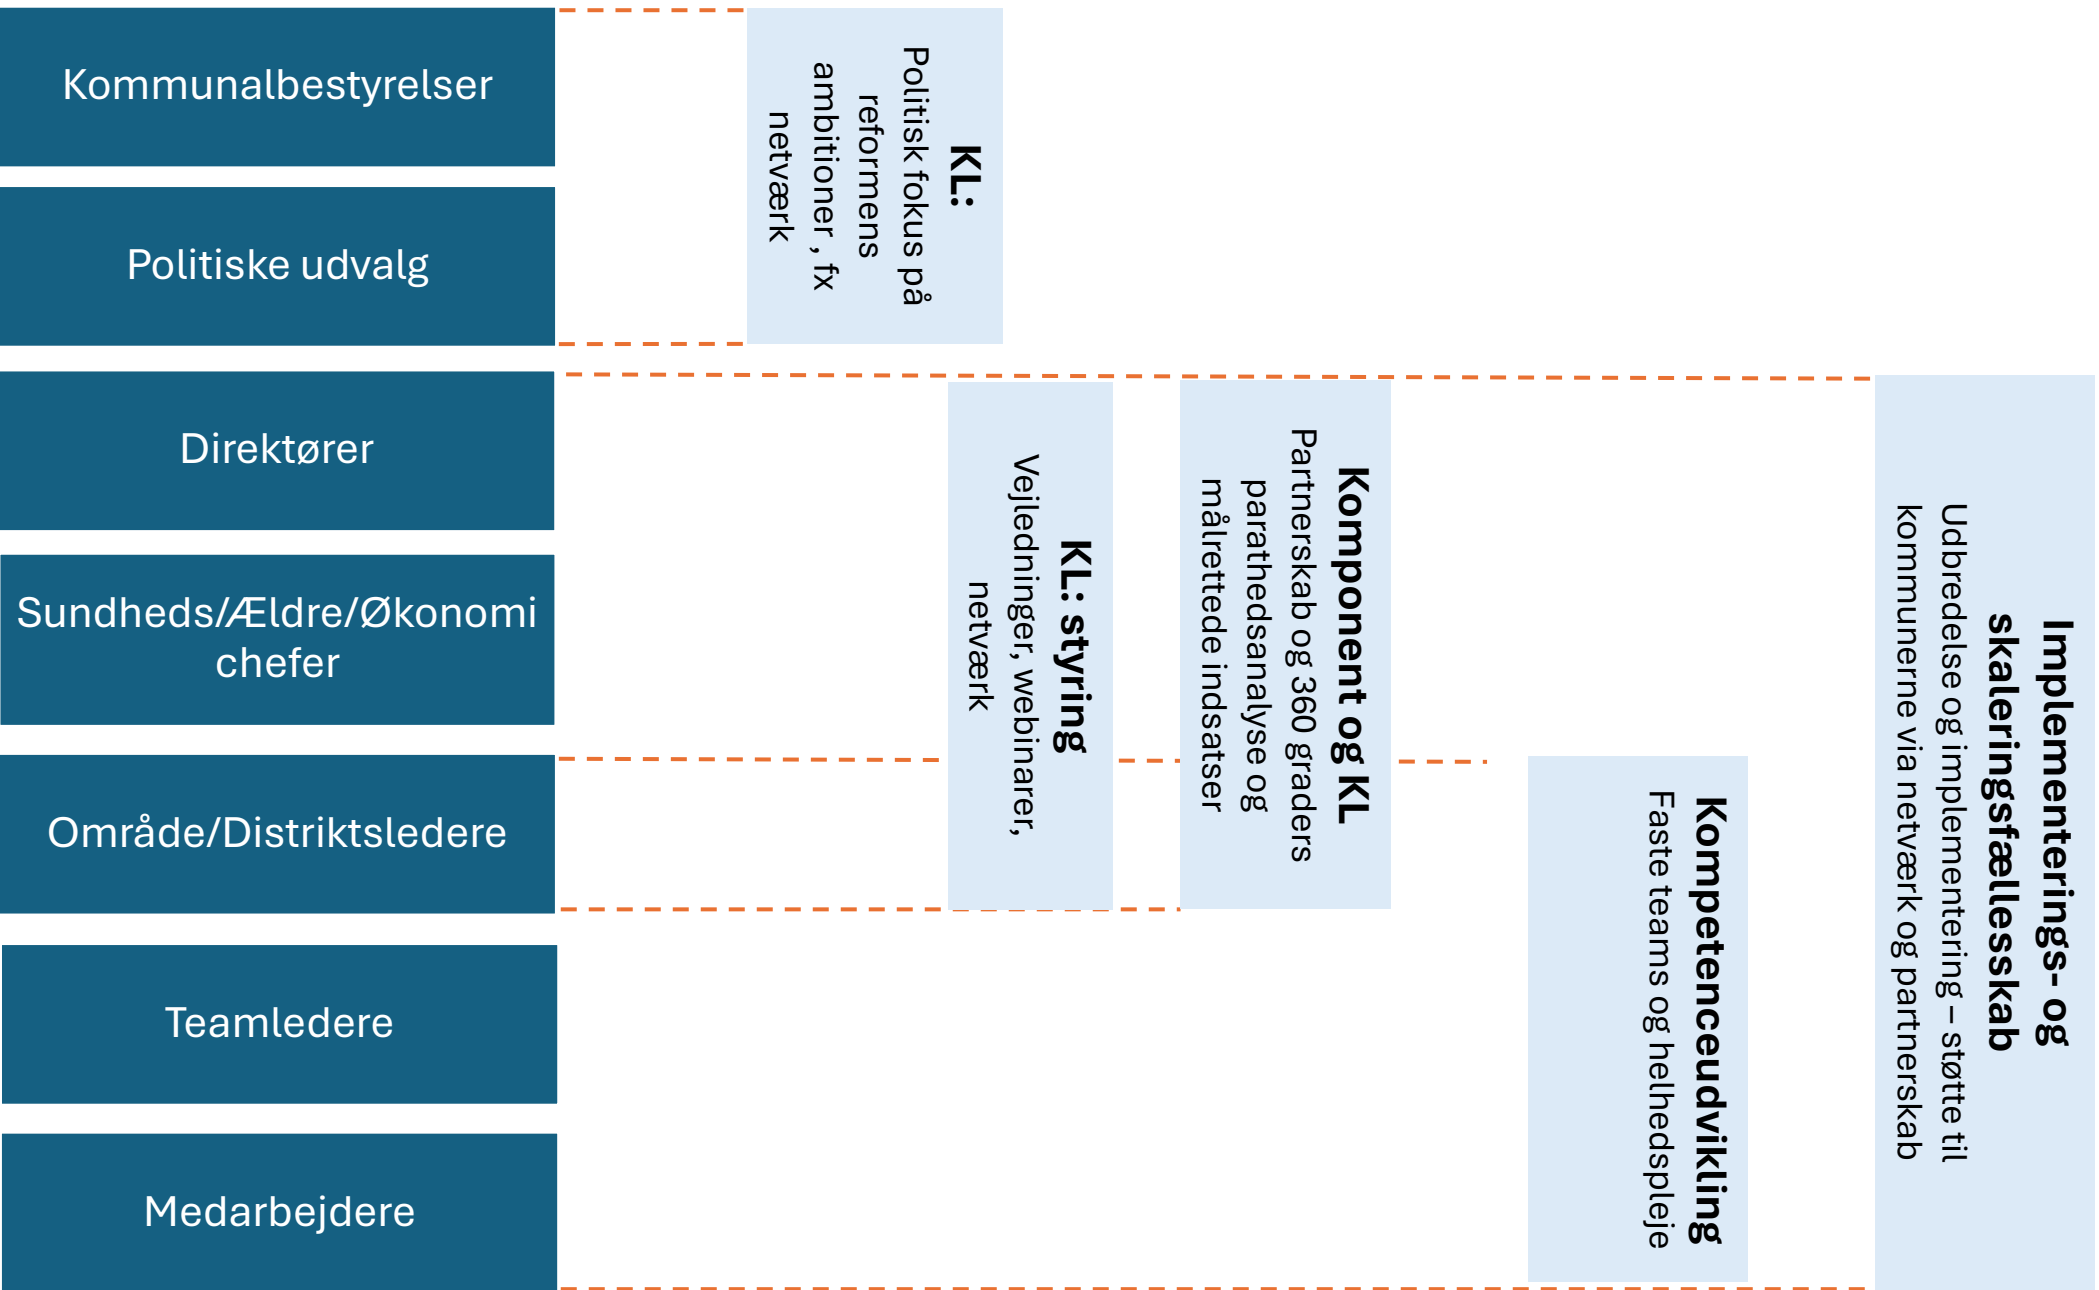 Kommunalbestyrelser
Politiske udvalg
Direktører
Sundheds/Ældre/Økonomi
chefer
Område/Distriktsledere
Teamledere
Medarbejdere
KL:
Politisk fokus på
reformens
ambitioner , fx
netværk
KL: styring
Vejledninger, webinarer,
netværk
Komponent og KL
Partnerskab og 360 graders
parathedsanalyse og
målrettede indsatser
Kompetenceudvikling
Faste teams og helhedspleje
Implementerings- og
skaleringsfællesskab
Udbredelse og implementering – støtte til
kommunerne via netværk og partnerskab